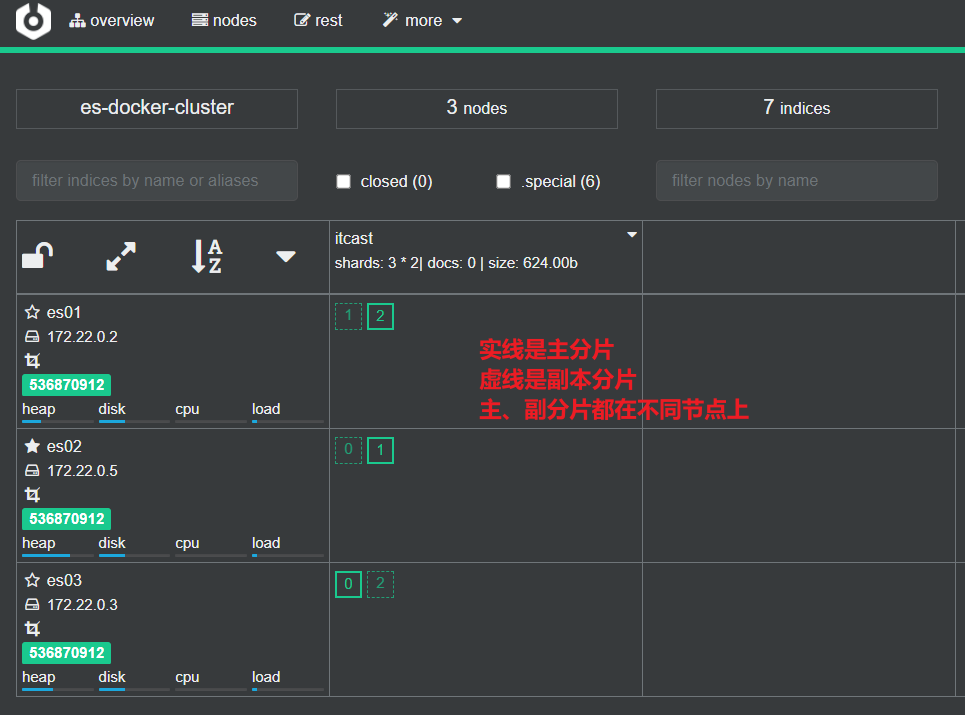 overview nodes rest more
es-docker-cluster 3 nodes 7 indices
filter indices by name or aliases closed (0) .special (6) filter nodes by name
A
Z
itcast
shards: 3 * 2| docs: 0 | size: 624.00b
es01
172.22.0.2
536870912
heap disk cpu load
1 2
实线是主分片
虚线是副本分片
主、副分片都在不同节点上
es02
172.22.0.5
536870912
heap disk cpu load
0 1
es03
172.22.0.3
536870912
heap disk cpu load
0 2